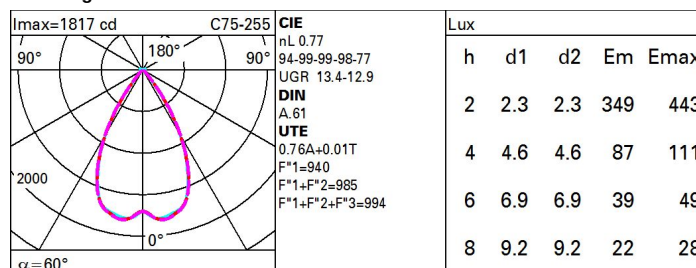 Imax=1817 cd C75-255
90° 180° 90°
2000
0°
α=60°
CIE
nL 0.77
94-99-99-98-77
UGR 13.4-12.9
DIN
A.61
UTE
0.76A+0.01T
F"1=940
F"1+F"2=985
F"1+F"2+F"3=994
Lux
h d1 d2 Em Emax
2 2.3 2.3 349 443
4 4.6 4.6 87 111
6 6.9 6.9 39 49
8 9.2 9.2 22 28